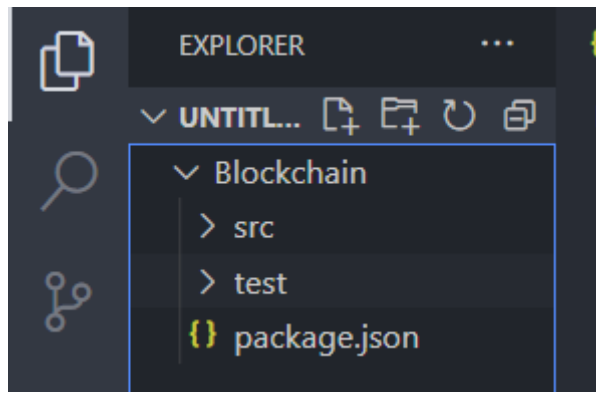 EXPLORER
UNTITL...
Blockchain
src
test
{} package.json